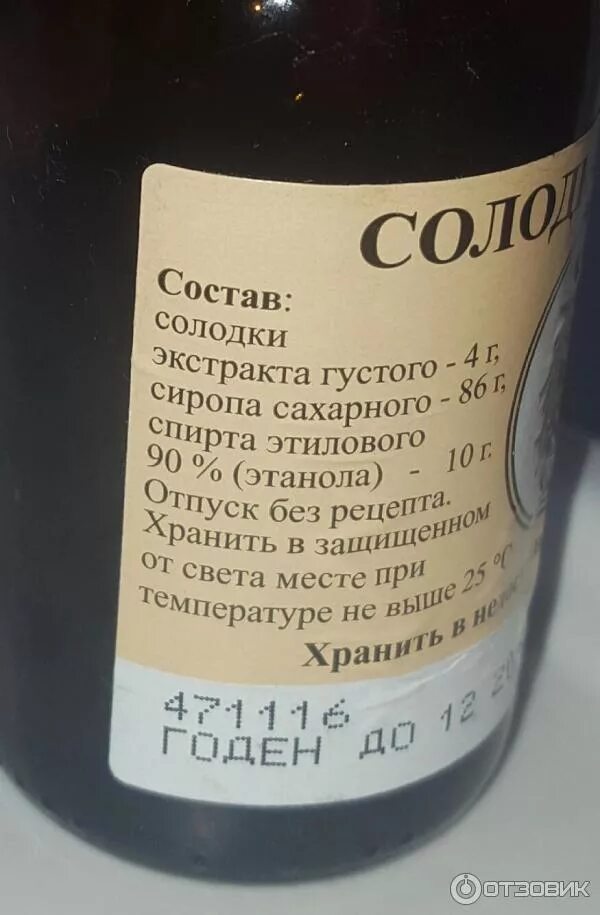 СОЛОД
Состав:
солодки
экстракта густого - 4 г,
сиропа сахарного - 86 г,
спирта этилового
90 % (этанола) - 10 г.
Отпуск без рецепта.
Хранить в защищенном
от света месте при
температуре не выше 25 °С
Хранить в
471116
ГОДЕН ДО 12 20
ОТЗОВИК